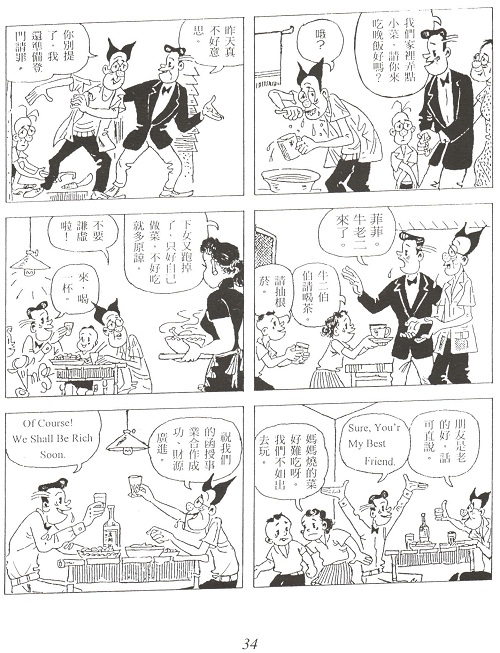 我們家裡弄點
小菜，請你來
吃晚飯好嗎？
哦？
昨天真
不好意
思。
你別提
了，我
還準備登
門請罪。
菲菲。
牛老二
來了。
牛二
伯請喝茶。
請抽根
菸。
下女又跑掉
了，只好自己
做菜，不好吃
就多原諒。
不要
謙虛
啦！
來喝
杯。
朋友是老
的好，話
可直說。
Sure, You'r
My Best
Friend.
媽媽燒的菜
好難吃呀
我們不如出
去玩。
祝我們
的函授事
業合作成
功、財源
廣進。
Of Course!
We Shall Be Rich
Soon.
34